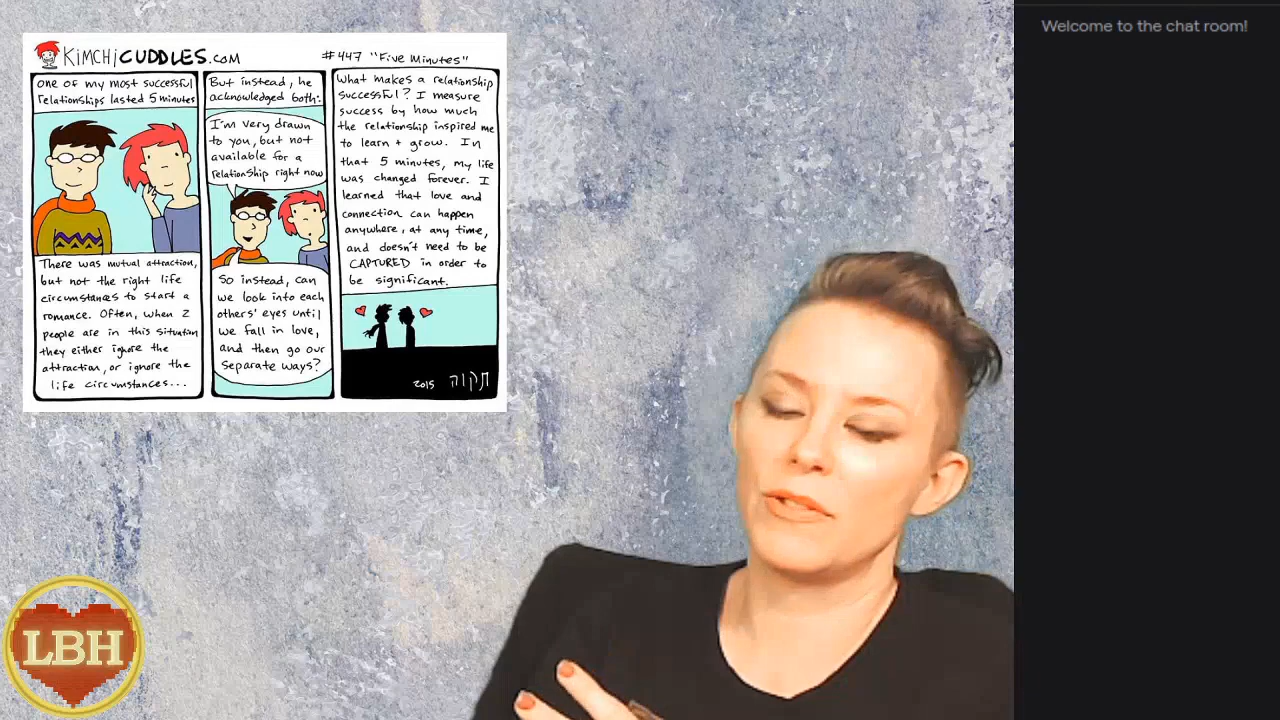 KIMCHICUDDLES.com
#447 "Five Minutes"
one of my most successful
relationships lasted 5 minutes
There was mutual attraction,
but not the right life
circumstances to start a
romance. Often, when 2
people are in this situation
they either ignore the
attraction, or ignore the
life circumstances...
But instead, he
acknowledged both:
I'm very drawn
to you, but not
available for a
relationship right now
So instead, can
we look into each
others' eyes until
we fall in love,
and then go our
separate ways?
What makes a relationship
successful? I measure
success by how much
the relationship inspired me
to learn + grow. In
that 5 minutes, my life
was changed forever. I
learned that love and
connection can happen
anywhere, at any time,
and doesn't need to be
CAPTURED in order to
be significant.
2015 תקוה
LBH
Welcome to the chat room!